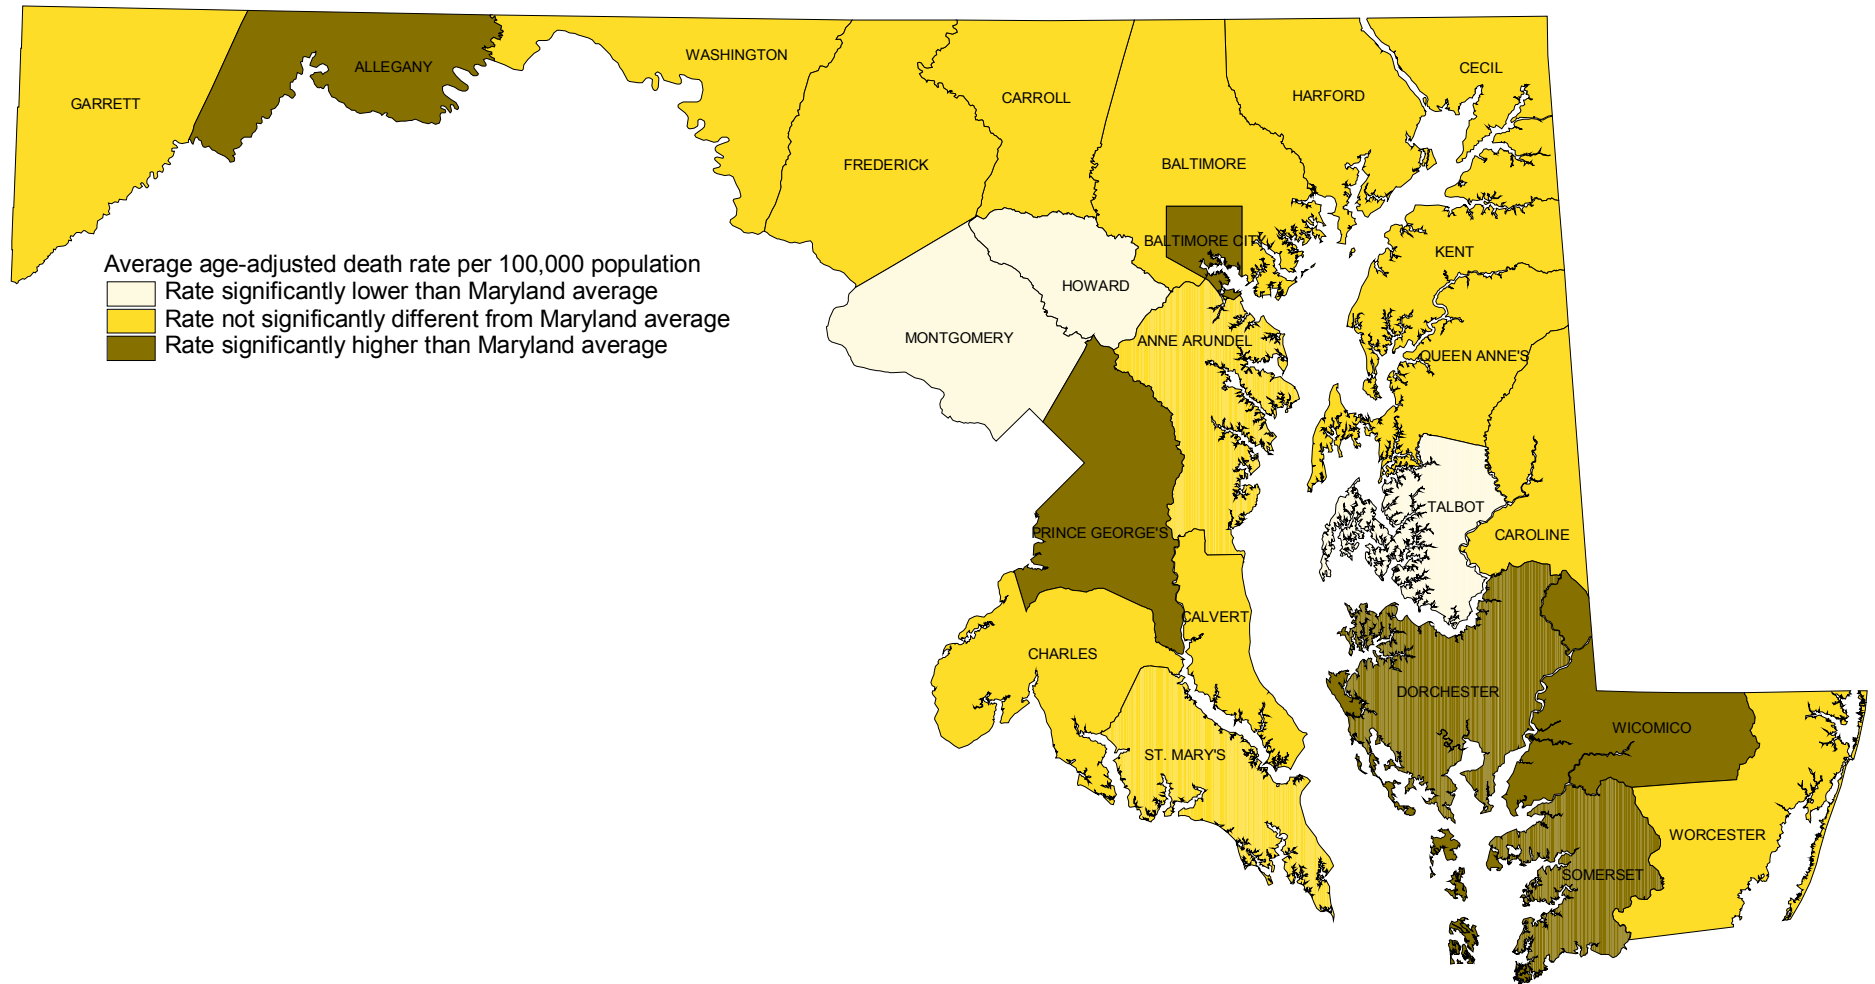 WASHINGTON
ALLEGANY
CECIL
GARRETT
CARROLL
HARFORD
FREDERICK
BALTIMORE
BALTIMORE CITY
KENT
Average age-adjusted death rate per 100,000 population
Rate significantly lower than Maryland average
Rate not significantly different from Maryland average
Rate significantly higher than Maryland average
HOWARD
MONTGOMERY
ANNE ARUNDEL
QUEEN ANNE'S
TALBOT
PRINCE GEORGE'S
CAROLINE
CALVERT
CHARLES
DORCHESTER
WICOMICO
ST. MARY'S
WORCESTER
SOMERSET